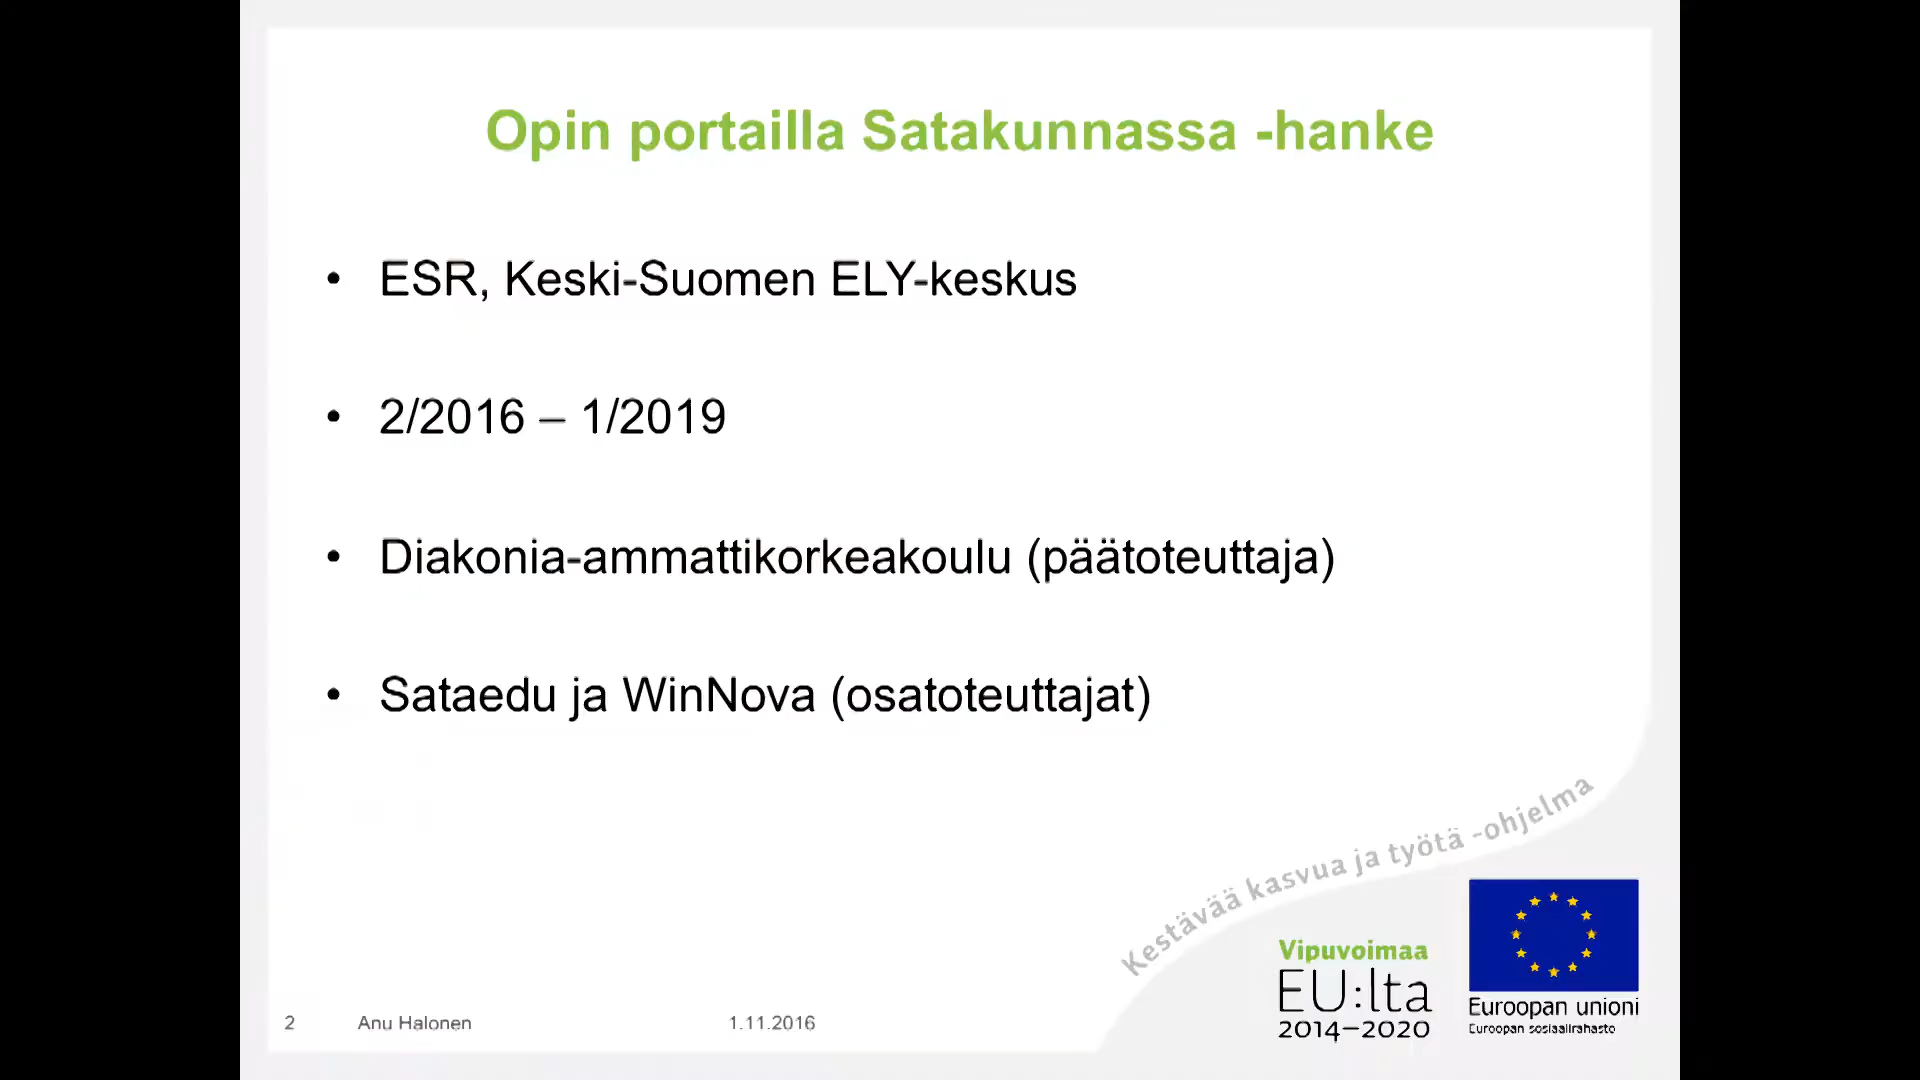 Opin portailla Satakunnassa -hanke
• ESR, Keski-Suomen ELY-keskus
• 2/2016 – 1/2019
• Diakonia-ammattikorkeakoulu (päätoteuttaja)
• Sataedu ja WinNova (osatoteuttajat)
Kestävää kasvua ja työtä -ohjelma
Vipuvoimaa
EU:lta
2014–2020
Euroopan unioni
Euroopan sosiaalirahasto
2 Anu Halonen 1.11.2016